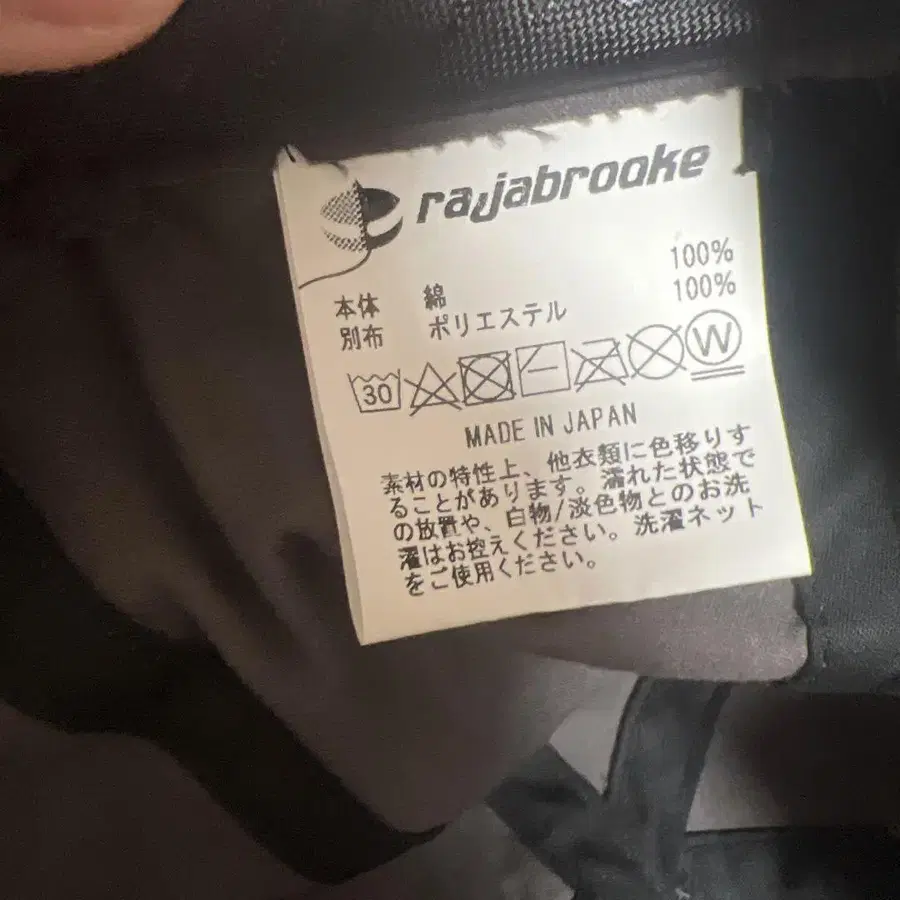 rajabrooke
本体 綿 100%
別布 ポリエステル 100%
30 W
MADE IN JAPAN
素材の特性上、他衣類に色移りす
ることがあります。濡れた状態で
の放置や、白物/淡色物とのお洗
濯はお控えください。洗濯ネット
をご使用ください。